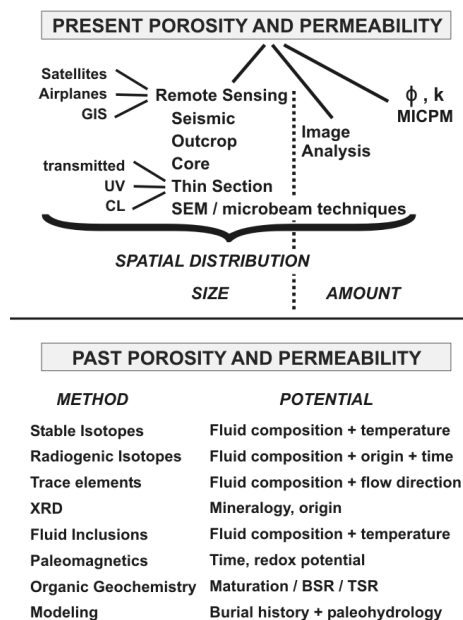 PRESENT POROSITY AND PERMEABILITY
Satellites
Airplanes
GIS
Remote Sensing
Seismic
Outcrop
Core
transmitted
UV
CL
Thin Section
SEM / microbeam techniques
Image
Analysis
ϕ , k
MICPM
SPATIAL DISTRIBUTION
SIZE AMOUNT
PAST POROSITY AND PERMEABILITY
METHOD POTENTIAL
Stable Isotopes Fluid composition + temperature
Radiogenic Isotopes Fluid composition + origin + time
Trace elements Fluid composition + flow direction
XRD Mineralogy, origin
Fluid Inclusions Fluid composition + temperature
Paleomagnetics Time, redox potential
Organic Geochemistry Maturation / BSR / TSR
Modeling Burial history + paleohydrology